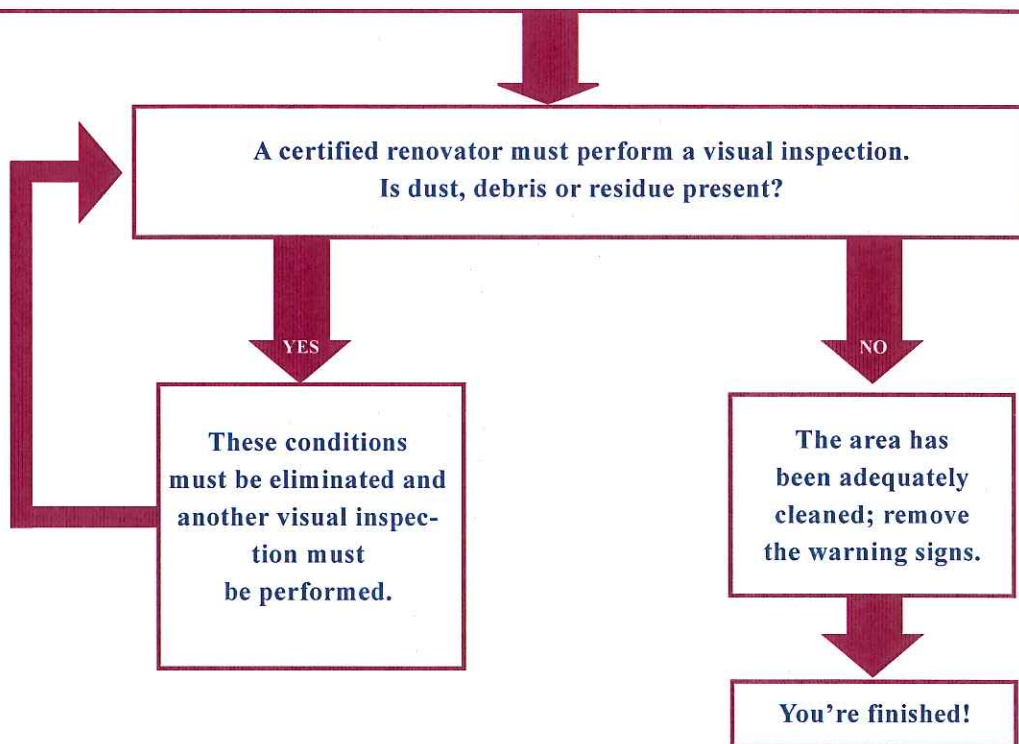 A certified renovator must perform a visual inspection.
Is dust, debris or residue present?
YES
NO
These conditions
must be eliminated and
another visual inspec-
tion must
be performed.
The area has
been adequately
cleaned; remove
the warning signs.
You’re finished!